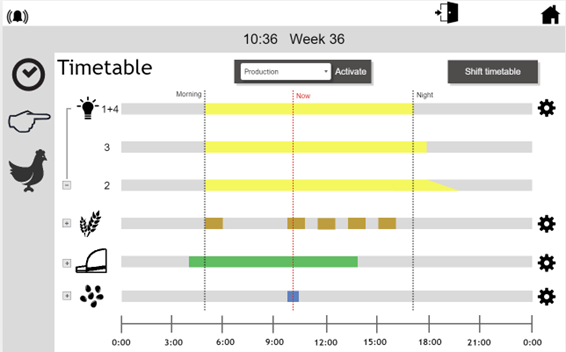 10:36 Week 36
Timetable
Production
Activate
Shift timetable
Morning
Now
Night
1+4
3
2
0:00 3:00 6:00 9:00 12:00 15:00 18:00 21:00 0:00